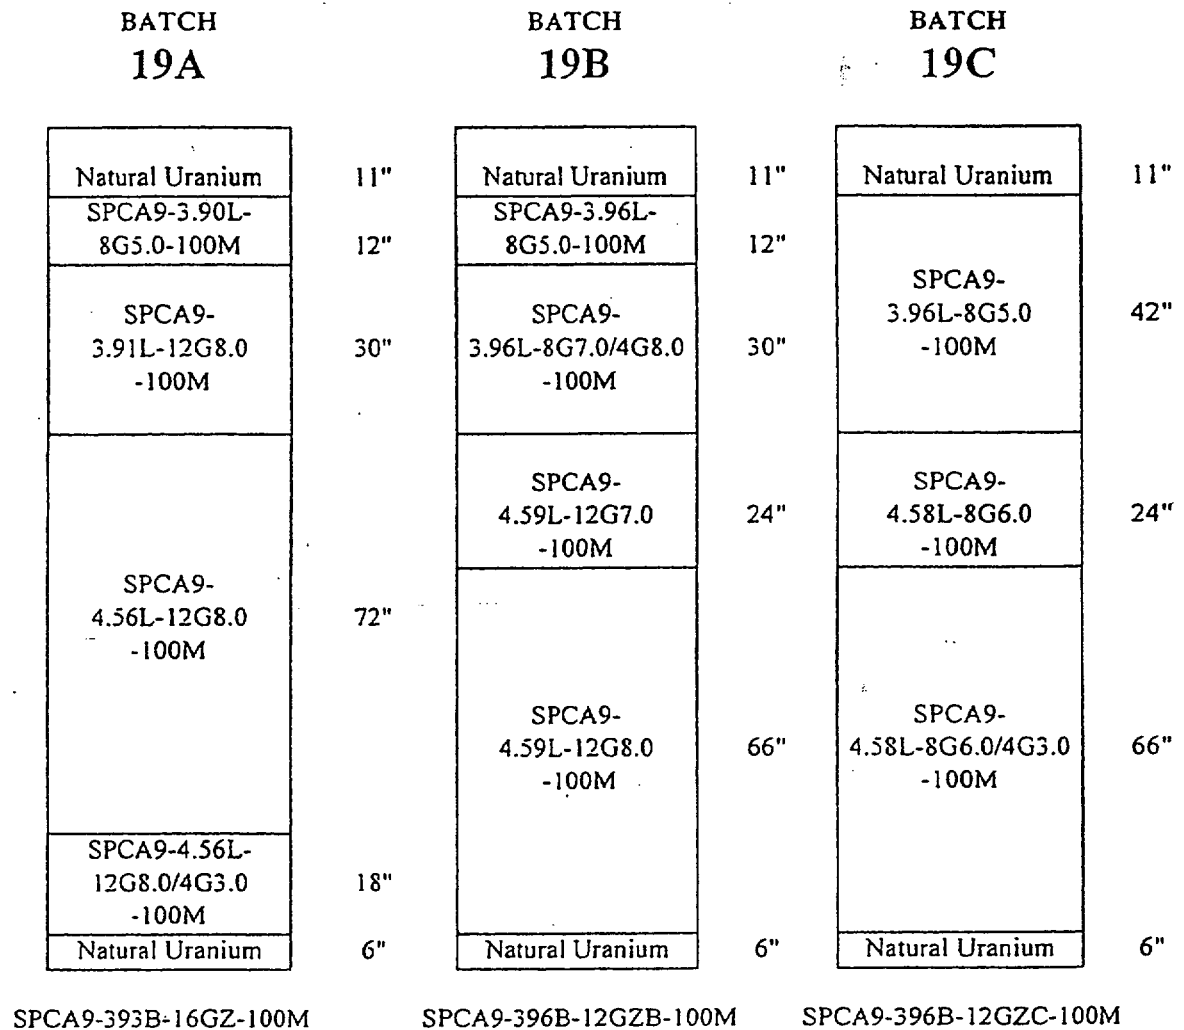 BATCH
19A
Natural Uranium 11"
SPCA9-3.90L-
8G5.0-100M 12"
SPCA9-
3.91L-12G8.0 30"
-100M
SPCA9-
4.56L-12G8.0 72"
-100M
SPCA9-4.56L-
12G8.0/4G3.0 18"
-100M
Natural Uranium 6"
SPCA9-393B-16GZ-100M
BATCH
19B
Natural Uranium 11"
SPCA9-3.96L-
8G5.0-100M 12"
SPCA9-
3.96L-8G7.0/4G8.0 30"
-100M
SPCA9-
4.59L-12G7.0 24"
-100M
SPCA9-
4.59L-12G8.0 66"
-100M
Natural Uranium 6"
SPCA9-396B-12GZB-100M
BATCH
19C
Natural Uranium 11"
SPCA9-
3.96L-8G5.0 42"
-100M
SPCA9-
4.58L-8G6.0 24"
-100M
SPCA9-
4.58L-8G6.0/4G3.0 66"
-100M
Natural Uranium 6"
SPCA9-396B-12GZC-100M